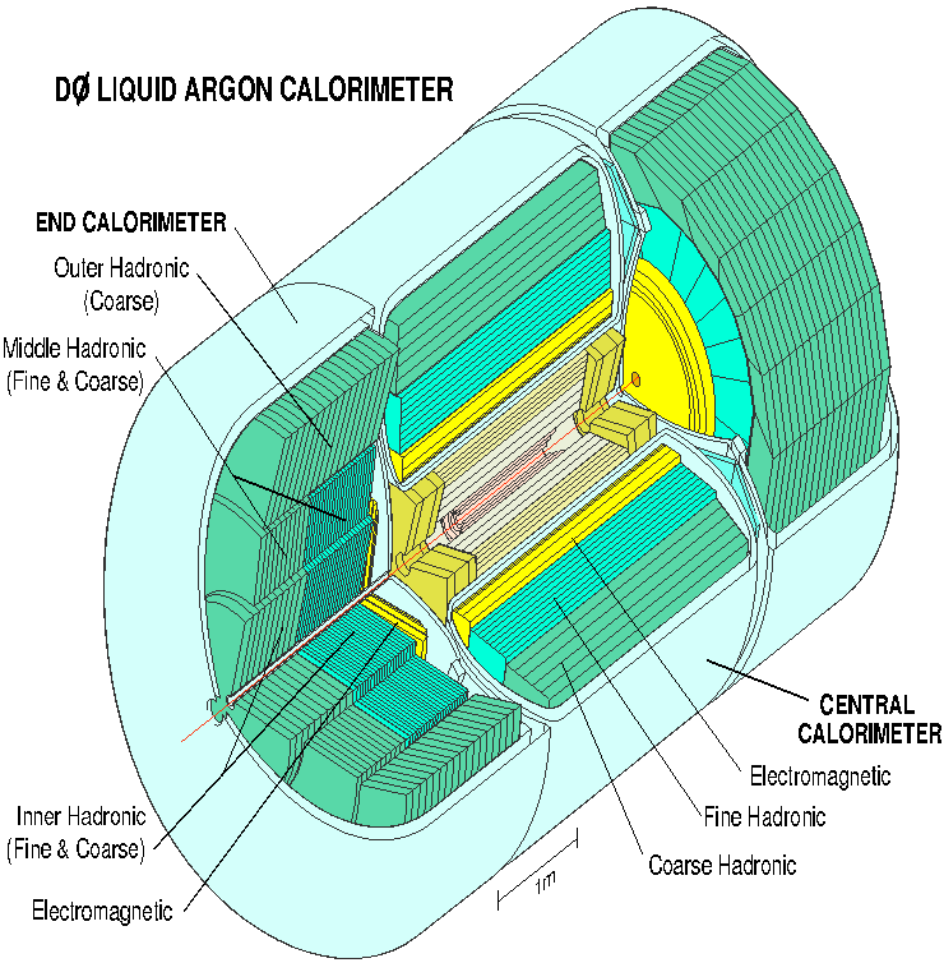 DØ LIQUID ARGON CALORIMETER
END CALORIMETER
Outer Hadronic
(Coarse)
Middle Hadronic
(Fine & Coarse)
CENTRAL
CALORIMETER
Electromagnetic
Fine Hadronic
Coarse Hadronic
Inner Hadronic
(Fine & Coarse)
Electromagnetic
1m